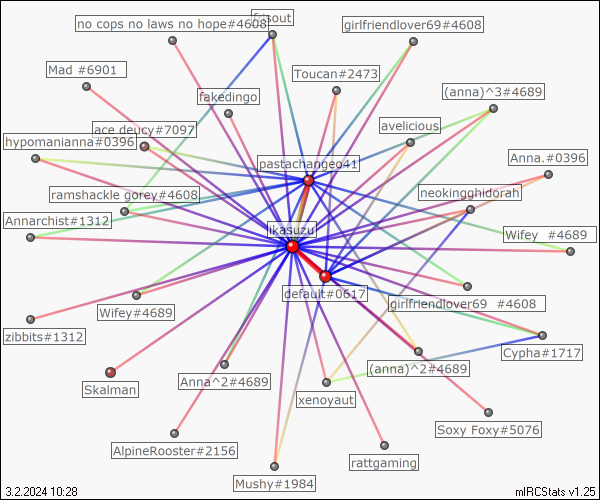 no cops no laws no hope#4608
frisout
girlfriendlover69#4608
Mad #6901
Toucan#2473
fakedingo
(anna)^3#4689
ace deucy#7097
avelicious
hypomanianna#0396
pastachangeo41
Anna.#0396
ramshackle gorey#4608
neokingghidorah
Annarchist#1312
ikasuzu
Wifey  #4689
default#0617
girlfriendlover69  #4608
Wifey#4689
zibbits#1312
Cypha#1717
Skalman
Anna^2#4689
(anna)^2#4689
xenoyaut
Soxy Foxy#5076
AlpineRooster#2156
rattgaming
Mushy#1984
3.2.2024 10:28
mIRCStats v1.25